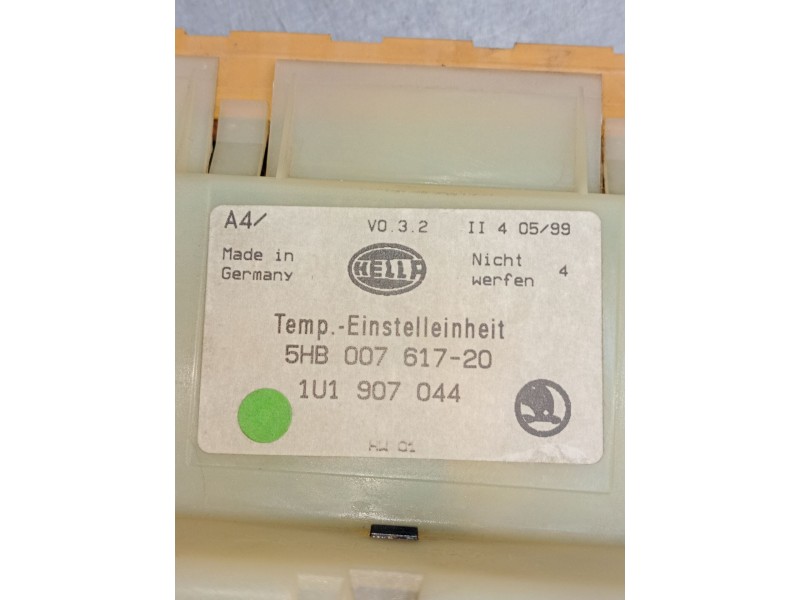 A4/ V0.3.2 II 4 05/99
Made in Germany
HELLA
Nicht werfen 4
Temp.-Einstelleinheit
5HB 007 617-20
1U1 907 044
HW 01